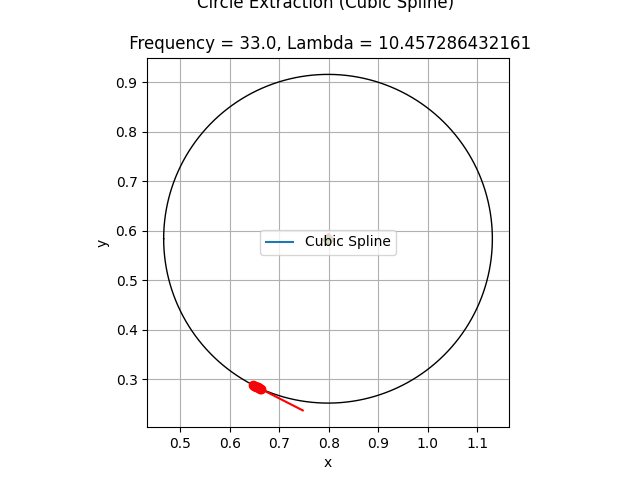 Circle Extraction (Cubic Spline)
Frequency = 33.0, Lambda = 10.457286432161
0.9
0.8
0.7
0.6
0.5
0.4
0.3
y
Cubic Spline
0.5 0.6 0.7 0.8 0.9 1.0 1.1
x